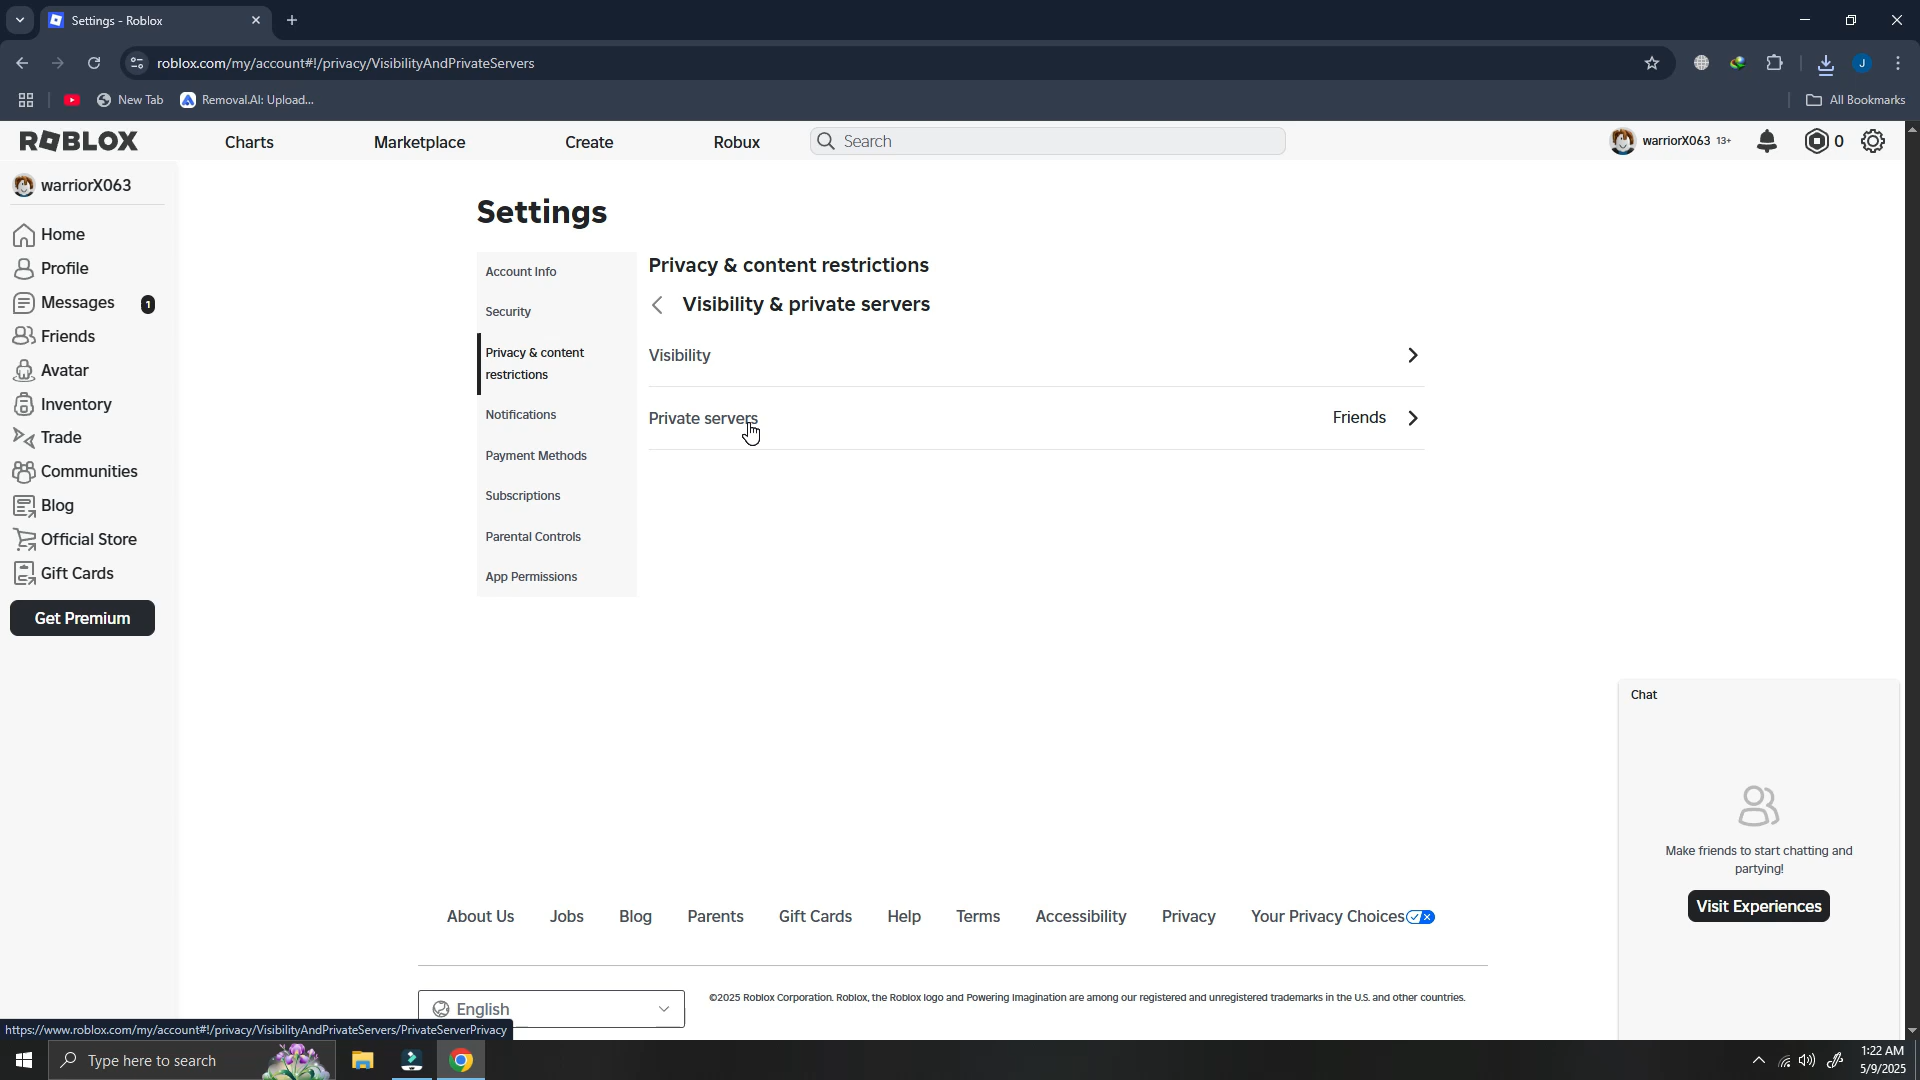 Settings - Roblox
roblox.com/my/account#!/privacy/VisibilityAndPrivateServers
J
New Tab
Removal.AI: Upload...
All Bookmarks
ROBLOX
Charts
Marketplace
Create
Robux
Search
warriorX063 13+
0
warriorX063
Home
Profile
Messages 1
Friends
Avatar
Inventory
Trade
Communities
Blog
Official Store
Gift Cards
Get Premium
Settings
Account Info
Security
Privacy & content
restrictions
Notifications
Payment Methods
Subscriptions
Parental Controls
App Permissions
Privacy & content restrictions
Visibility & private servers
Visibility
Private servers Friends
Chat
Make friends to start chatting and
partying!
Visit Experiences
About Us Jobs Blog Parents Gift Cards Help Terms Accessibility Privacy Your Privacy Choices
English
©2025 Roblox Corporation. Roblox, the Roblox logo and Powering Imagination are among our registered and unregistered trademarks in the U.S. and other countries.
https://www.roblox.com/my/account#!/privacy/VisibilityAndPrivateServers/PrivateServerPrivacy
Type here to search
1:22 AM
5/9/2025